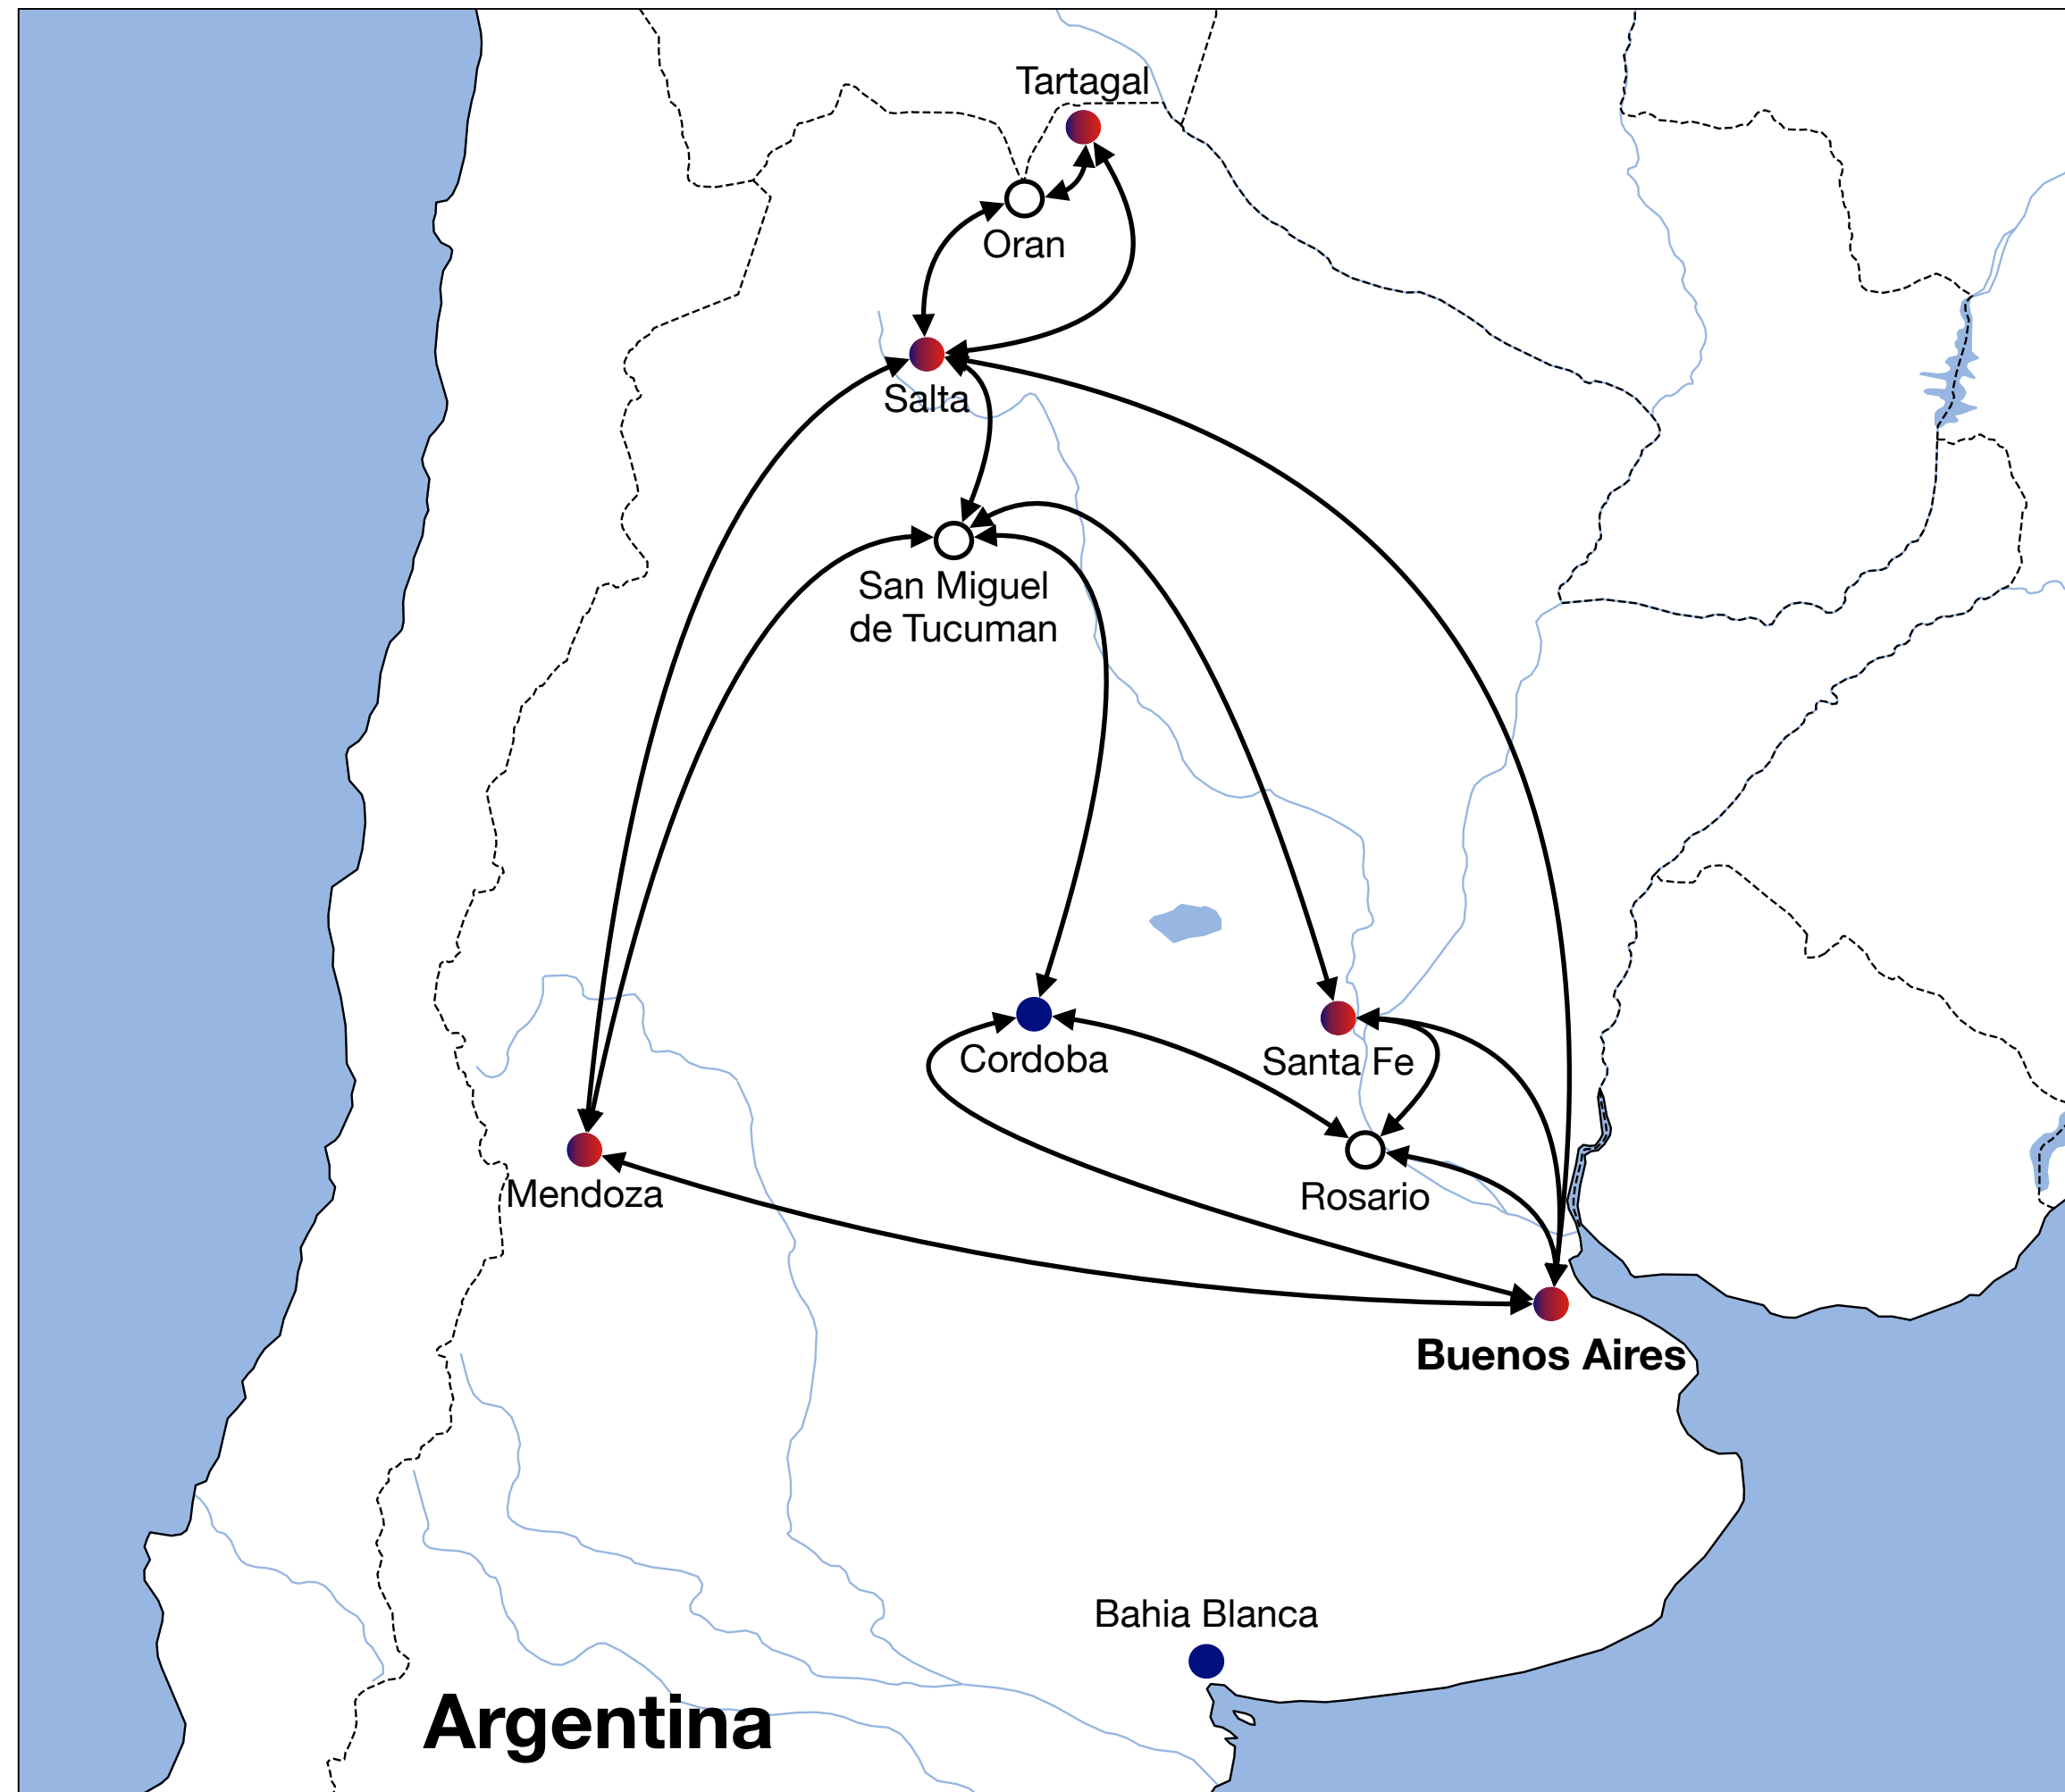 Tartagal
Oran
Salta
San Miguel
de Tucuman
Cordoba
Santa Fe
Mendoza
Rosario
Buenos Aires
Bahia Blanca
Argentina